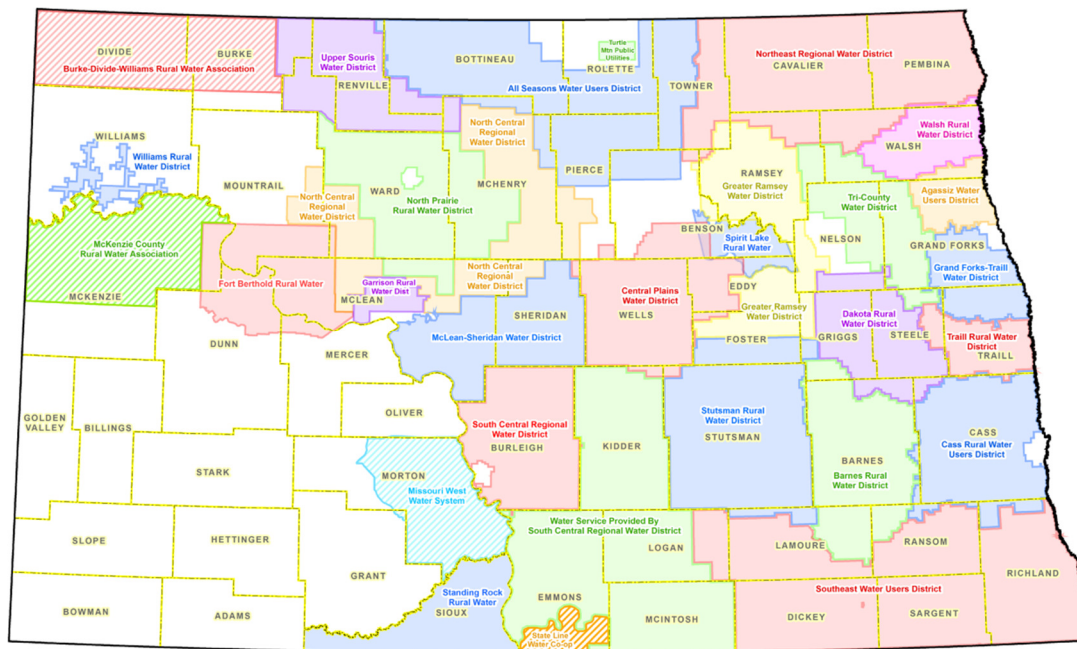 DIVIDE
BURKE
Burke-Divide-Williams Rural Water Association
Upper Souris
Water District
RENVILLE
BOTTINEAU
Turtle
Mtn Public
Utilities
ROLETTE
All Seasons Water Users District
TOWNER
Northeast Regional Water District
CAVALIER
PEMBINA
WILLIAMS
Williams Rural
Water District
MOUNTRAIL
North Central
Regional
Water District
WARD
North Prairie
Rural Water District
North Central
Regional
Water District
MCHENRY
PIERCE
RAMSEY
Greater Ramsey
Water District
Walsh Rural
Water District
WALSH
Agassiz Water
Users District
Tri-County
Water District
NELSON
GRAND FORKS
BENSON
Spirit Lake
Rural Water
Grand Forks-Traill
Water District
McKenzie County
Rural Water Association
MCKENZIE
Fort Berthold Rural Water
MCLEAN
Garrison Rural
Water Dist
North Central
Regional
Water District
SHERIDAN
McLean-Sheridan Water District
Central Plains
Water District
WELLS
EDDY
Greater Ramsey
Water District
FOSTER
Dakota Rural
Water District
GRIGGS
STEELE
Traill Rural Water
District
TRAILL
DUNN
MERCER
OLIVER
GOLDEN
VALLEY
BILLINGS
STARK
MORTON
Missouri West
Water System
South Central Regional
Water District
BURLEIGH
KIDDER
Stutsman Rural
Water District
STUTSMAN
BARNES
Barnes Rural
Water District
CASS
Cass Rural Water
Users District
SLOPE
HETTINGER
GRANT
Water Service Provided By
South Central Regional Water District
LOGAN
LAMOURE
RANSOM
RICHLAND
Southeast Water Users District
BOWMAN
ADAMS
Standing Rock
Rural Water
SIOUX
EMMONS
State Line
Water Co-op
MCINTOSH
DICKEY
SARGENT